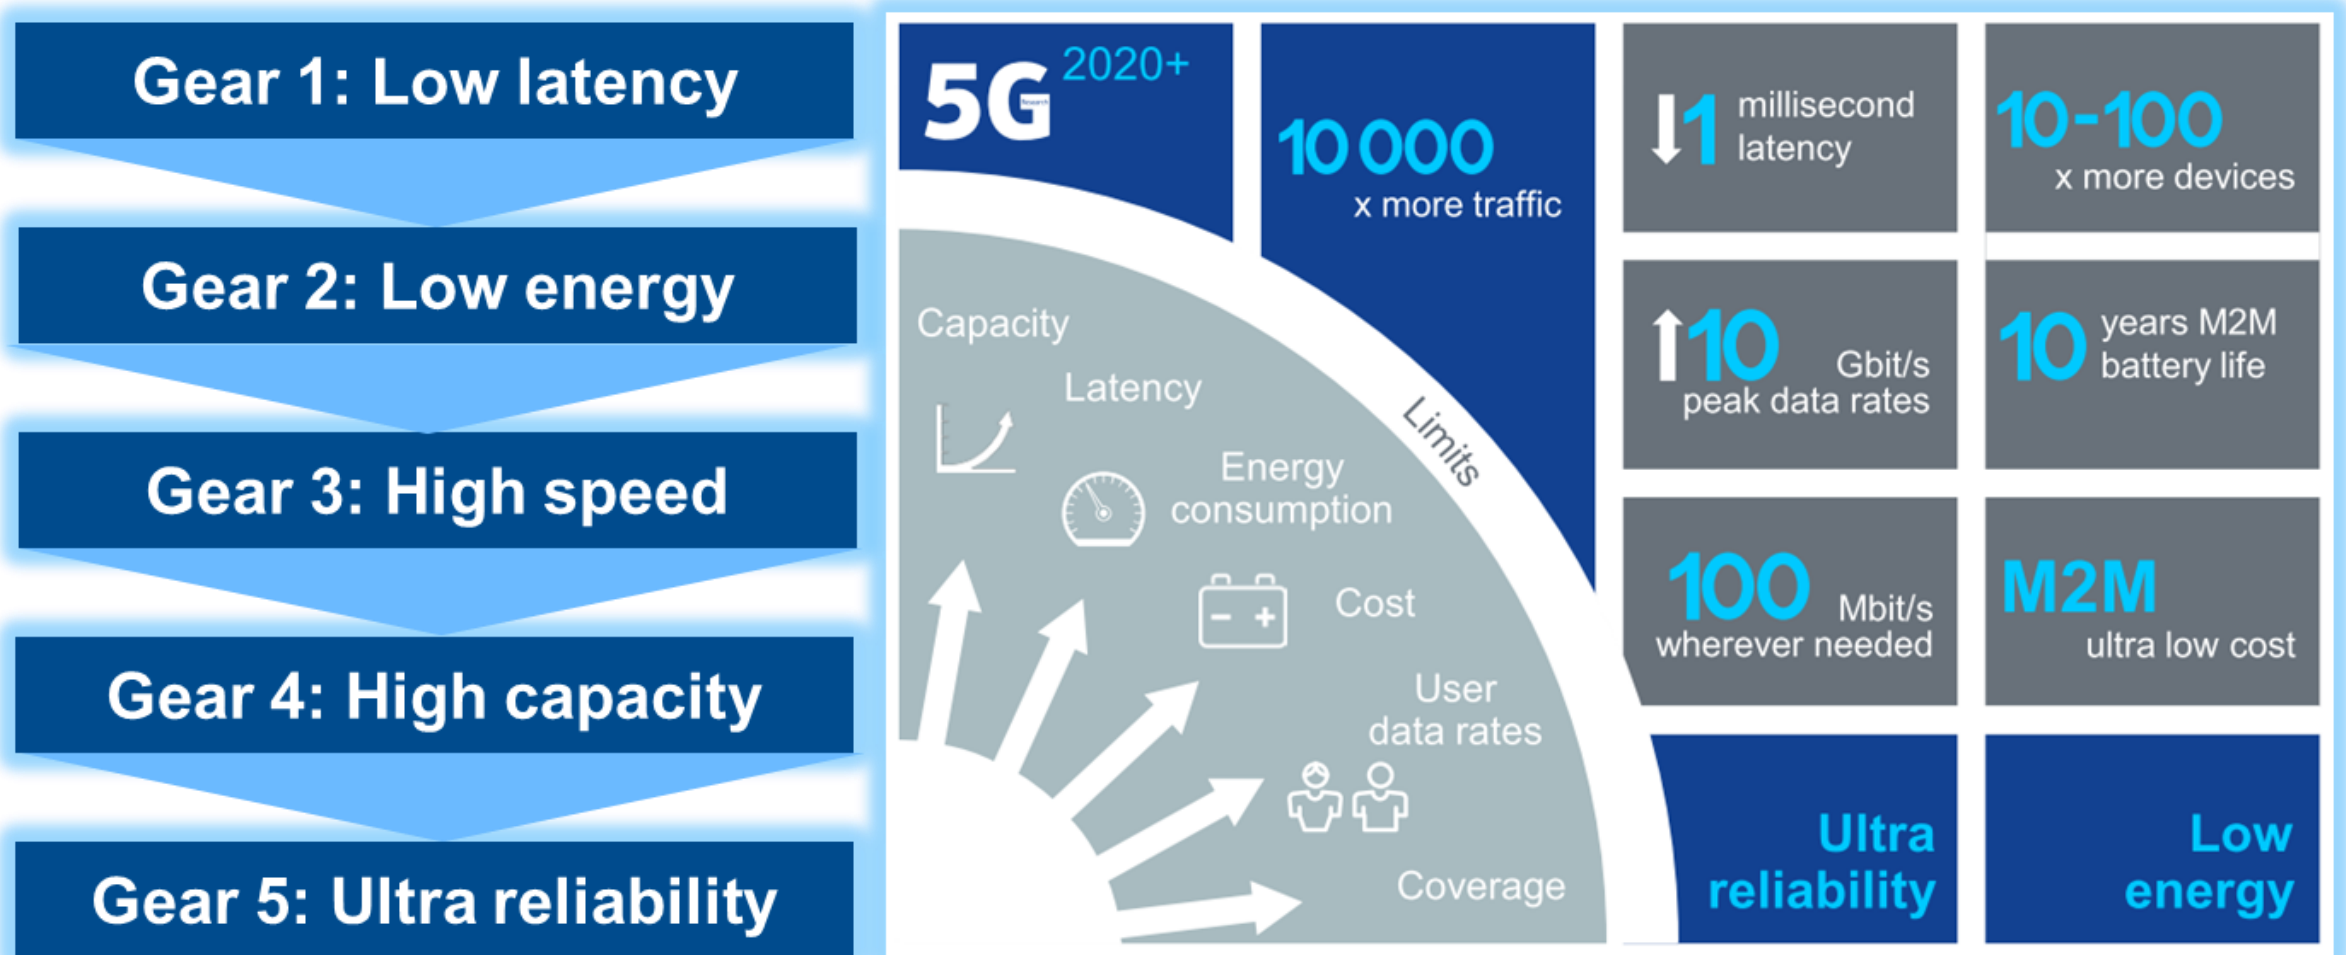 Gear 1: Low latency
Gear 2: Low energy
Gear 3: High speed
Gear 4: High capacity
Gear 5: Ultra reliability
5G 2020+
Research
10 000
x more traffic
1 millisecond
latency
10-100
x more devices
10 Gbit/s
peak data rates
10 years M2M
battery life
100 Mbit/s
wherever needed
M2M
ultra low cost
Ultra
reliability
Low
energy
Limits
Capacity
Latency
Energy
consumption
Cost
User
data rates
Coverage